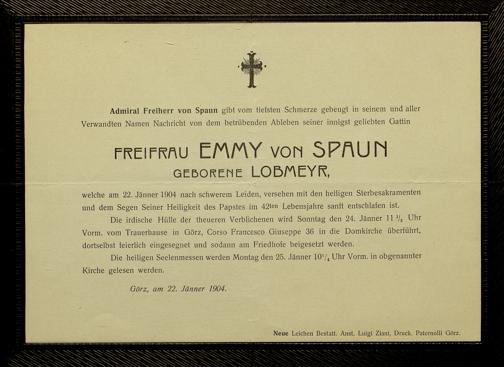 Admiral Freiherr von Spaun gibt vom tiefsten Schmerze gebeugt in seinem und aller
Verwandten Namen Nachricht von dem betrübenden Ableben seiner innigst geliebten Gattin
FREIFRAU EMMY VON SPAUN
GEBORENE LOBMEYR,
welche am 22. Jänner 1904 nach schwerem Leiden, versehen mit den heiligen Sterbesakramenten
und dem Segen Seiner Heiligkeit des Papstes im 42ten Lebensjahre sanft entschlafen ist.
Die irdische Hülle der theueren Verblichenen wird Sonntag den 24. Jänner 11 Uhr
Vorm. vom Trauerhause in Görz, Corso Francesco Giuseppe 36 in die Domkirche überführt,
dortselbst feierlich eingesegnet und sodann am Friedhofe beigesetzt werden.
Die heiligen Seelenmessen werden Montag den 25. Jänner 10¹/₄ Uhr Vorm. in obgenannter
Kirche gelesen werden.
Görz, am 22. Jänner 1904.
Neue Leichen Bestatt. Anst. Luigi Ziani, Druck. Paternolli Görz.